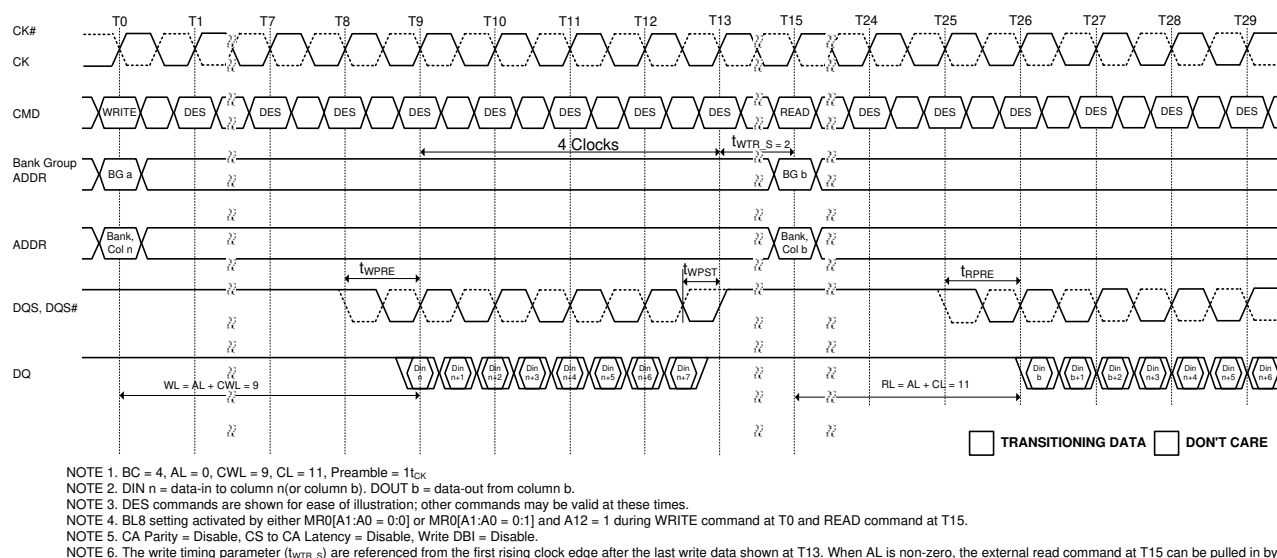 T0 T1 T7 T8 T9 T10 T11 T12 T13 T15 T24 T25 T26 T27 T28 T29
CK#
CK
CMD WRITE DES DES DES DES DES DES DES DES READ DES DES DES DES DES DES
4 Clocks tWTR_S = 2
Bank Group
ADDR BG a BG b
ADDR Bank, Col n Bank, Col b
tWPRE tWPST tRPRE
DQS, DQS#
DQ Din n Din n+1 Din n+2 Din n+3 Din n+4 Din n+5 Din n+6 Din n+7 Din b Din b+1 Din b+2 Din n+3 Din n+4 Din n+5 Din n+6
WL = AL + CWL = 9 RL = AL + CL = 11
TRANSITIONING DATA DON'T CARE
NOTE 1. BC = 4, AL = 0, CWL = 9, CL = 11, Preamble = 1tCK
NOTE 2. DIN n = data-in to column n(or column b). DOUT b = data-out from column b.
NOTE 3. DES commands are shown for ease of illustration; other commands may be valid at these times.
NOTE 4. BL8 setting activated by either MR0[A1:A0 = 0:0] or MR0[A1:A0 = 0:1] and A12 = 1 during WRITE command at T0 and READ command at T15.
NOTE 5. CA Parity = Disable, CS to CA Latency = Disable, Write DBI = Disable.
NOTE 6. The write timing parameter (tWTR_S) are referenced from the first rising clock edge after the last write data shown at T13. When AL is non-zero, the external read command at T15 can be pulled in by